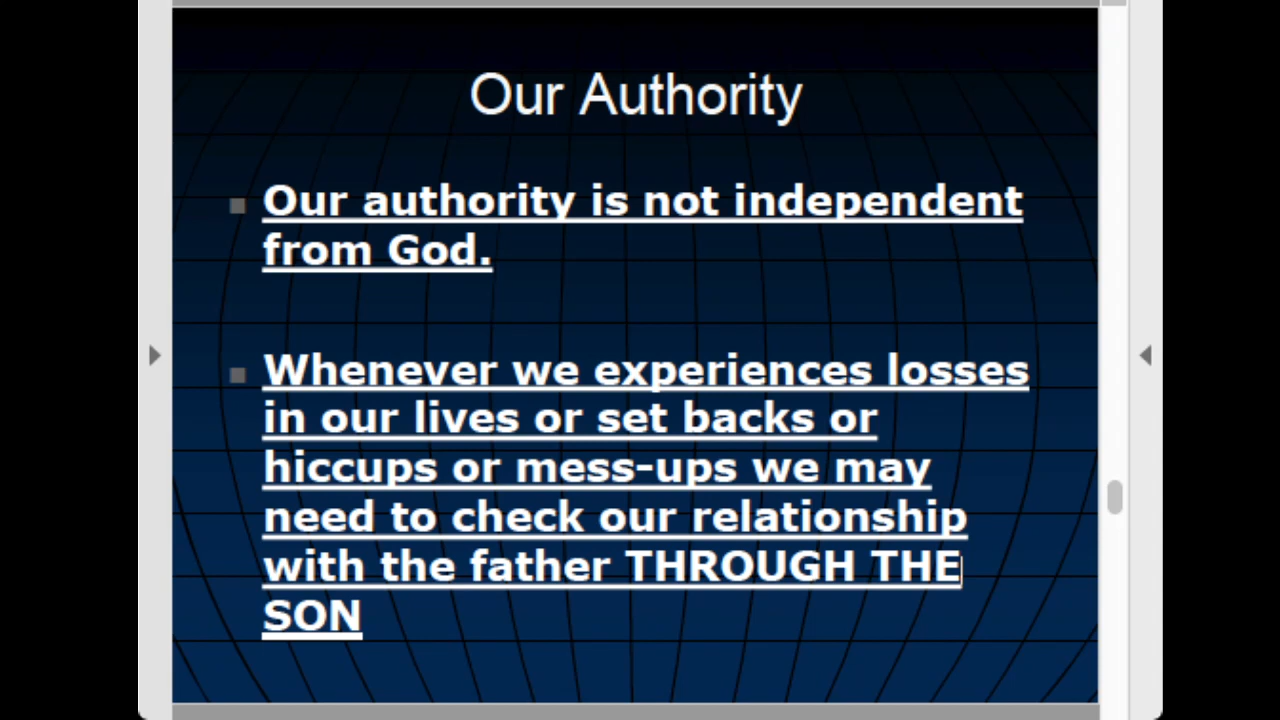 Our Authority
Our authority is not independent
from God.
Whenever we experiences losses
in our lives or set backs or
hiccups or mess-ups we may
need to check our relationship
with the father THROUGH THE
SON